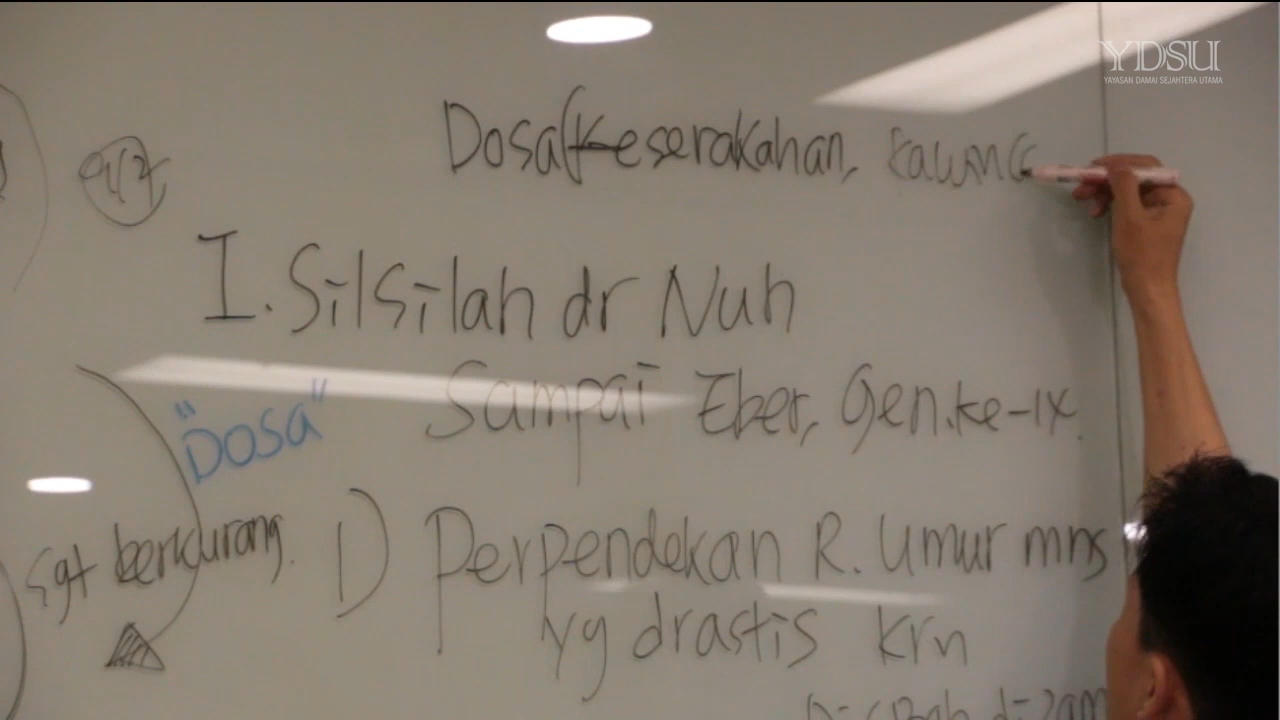 YDSU
YAYASAN DAMAI SEJAHTERA UTAMA
Dosa (Keserakahan,
I. Silsilah dr Nuh
Sampai Eber, Gen. ke-IX.
"Dosa"
sgt berkurang.
1) Perpendekan R. Umur mns
yg drastis krn